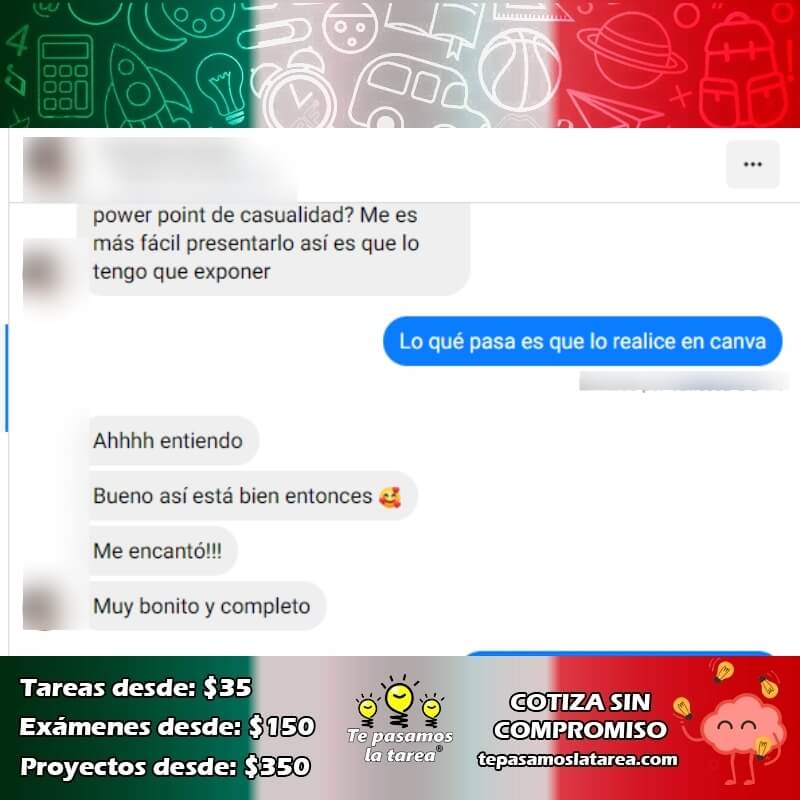 power point de casualidad? Me es
más fácil presentarlo así es que lo
tengo que exponer
Lo qué pasa es que lo realice en canva
Ahhhh entiendo
Bueno así está bien entonces 🥰
Me encantó!!!
Muy bonito y completo
Tareas desde: $35
Exámenes desde: $150
Proyectos desde: $350
Te pasamos
la tarea®
COTIZA SIN
COMPROMISO
tepasamoslatarea.com